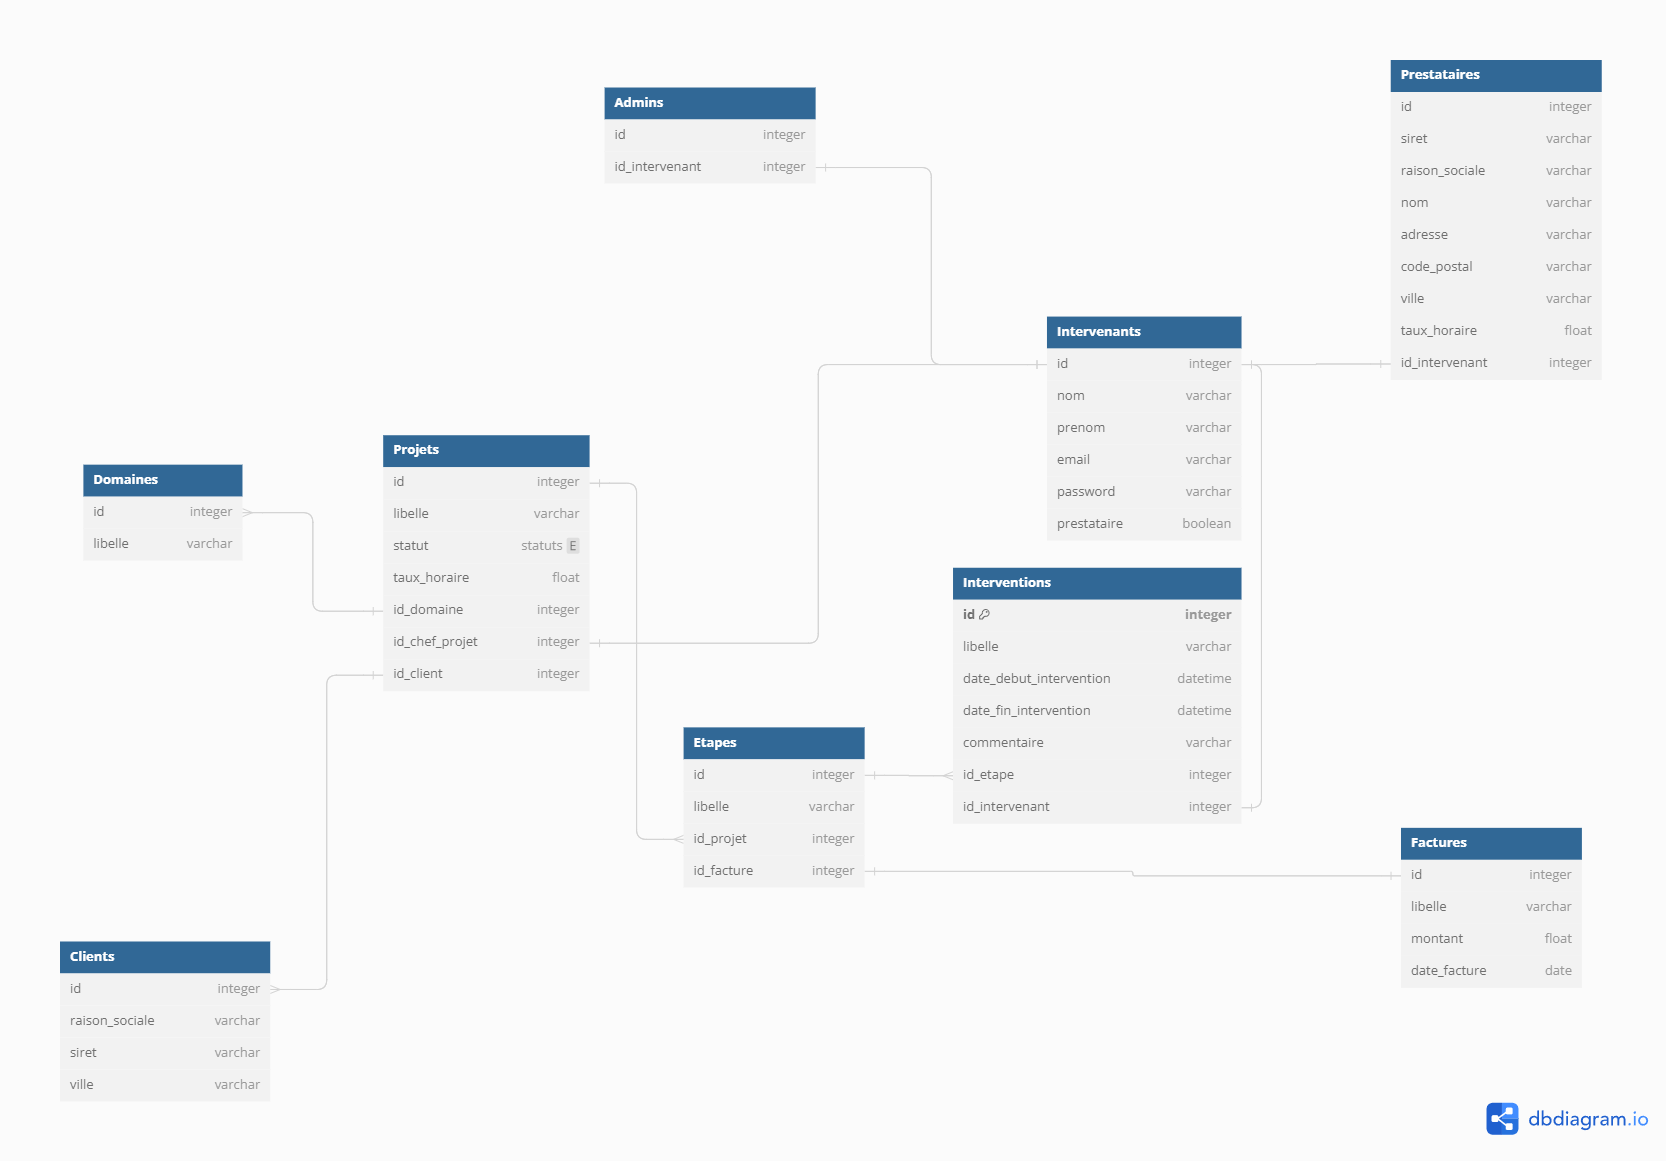 Admins
id integer
id_intervenant integer
Prestataires
id integer
siret varchar
raison_sociale varchar
nom varchar
adresse varchar
code_postal varchar
ville varchar
taux_horaire float
id_intervenant integer
Intervenants
id integer
nom varchar
prenom varchar
email varchar
password varchar
prestataire boolean
Projets
id integer
libelle varchar
statut statuts E
taux_horaire float
id_domaine integer
id_chef_projet integer
id_client integer
Domaines
id integer
libelle varchar
Interventions
id integer
libelle varchar
date_debut_intervention datetime
date_fin_intervention datetime
commentaire varchar
id_etape integer
id_intervenant integer
Etapes
id integer
libelle varchar
id_projet integer
id_facture integer
Factures
id integer
libelle varchar
montant float
date_facture date
Clients
id integer
raison_sociale varchar
siret varchar
ville varchar
dbdiagram.io